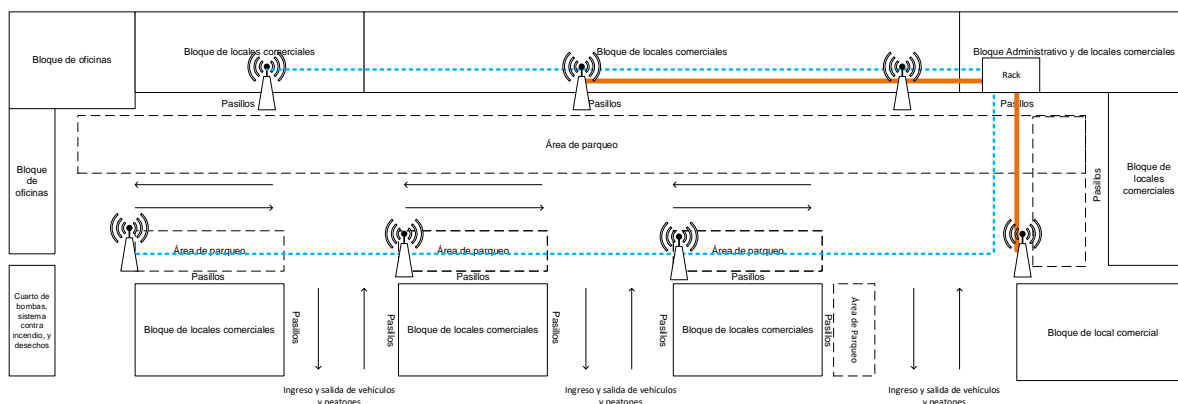 Bloque de oficinas
Bloque de locales comerciales
Bloque de locales comerciales
Bloque Administrativo y de locales comerciales
Rack
Pasillos
Pasillos
Pasillos
Área de parqueo
Bloque
de
oficinas
Pasillos
Bloque de
locales
comerciales
Área de parqueo
Área de parqueo
Área de parqueo
Pasillos
Pasillos
Pasillos
Cuarto de
bombas,
sistema
contra
incendio, y
desechos
Bloque de locales comerciales
Pasillos
Pasillos
Bloque de locales comerciales
Pasillos
Pasillos
Bloque de locales comerciales
Pasillos
Área de Parqueo
Bloque de local comercial
Ingreso y salida de vehículos
y peatones
Ingreso y salida de vehículos
y peatones
Ingreso y salida de vehículos
y peatones